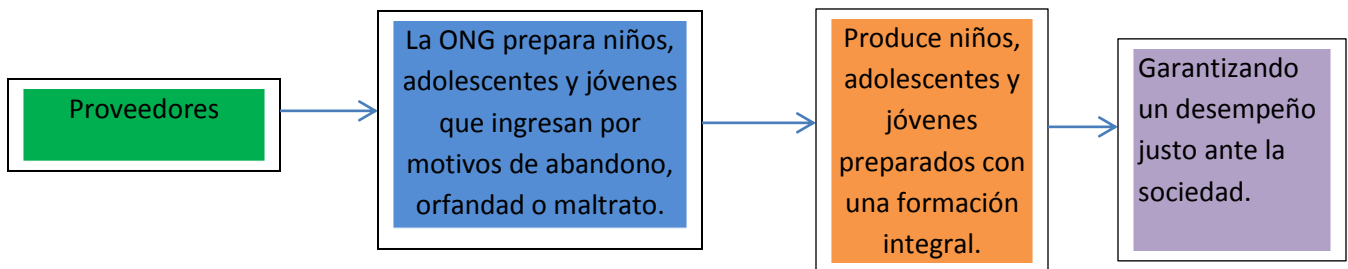 Proveedores
La ONG prepara niños,
adolescentes y jóvenes
que ingresan por
motivos de abandono,
orfandad o maltrato.
Produce niños,
adolescentes y
jóvenes
preparados con
una formación
integral.
Garantizando
un desempeño
justo ante la
sociedad.